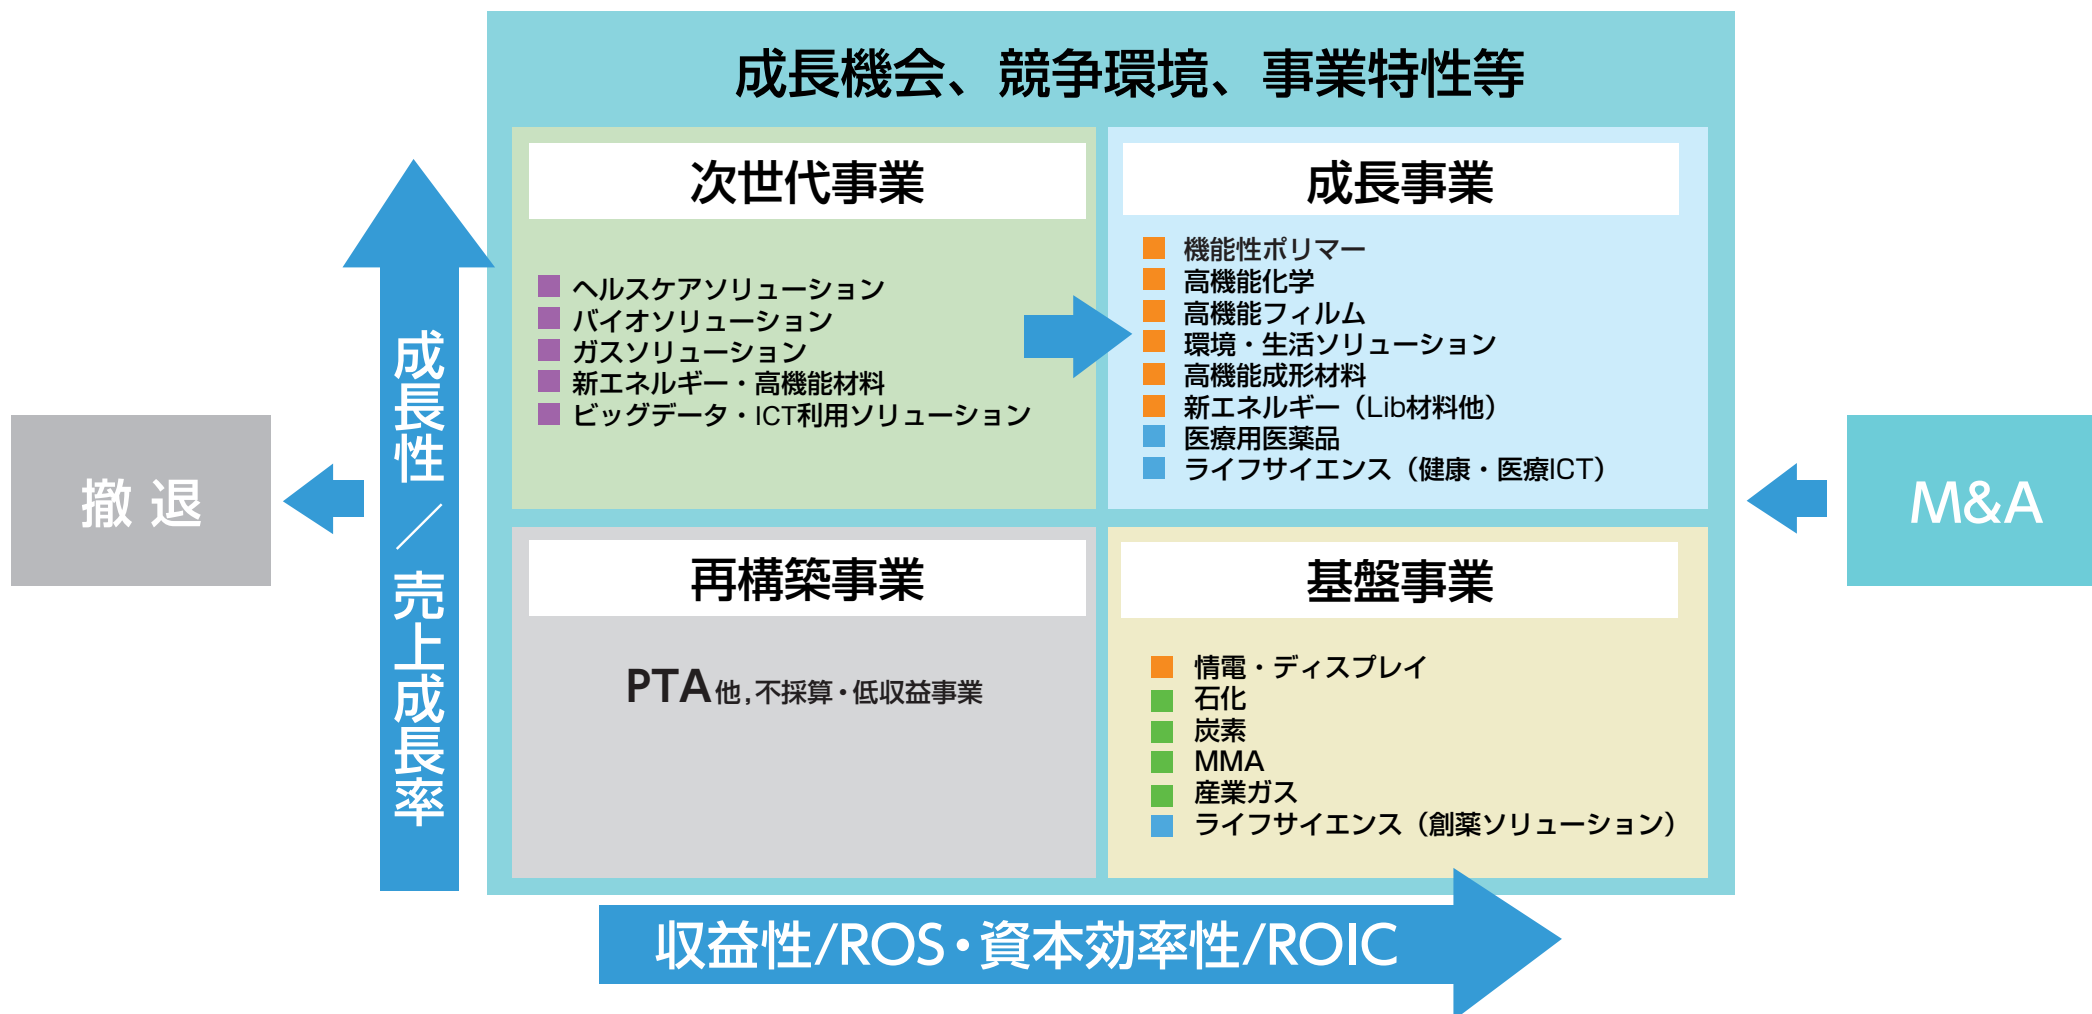 成長機会、競争環境、事業特性等
次世代事業
ヘルスケアソリューション
バイオソリューション
ガスソリューション
新エネルギー・高機能材料
ビッグデータ・ICT利用ソリューション
成長事業
機能性ポリマー
高機能化学
高機能フィルム
環境・生活ソリューション
高機能成形材料
新エネルギー（Lib材料他）
医療用医薬品
ライフサイエンス（健康・医療ICT）
成長性／売上成長率
撤 退
M&A
再構築事業
PTA他,不採算・低収益事業
基盤事業
情電・ディスプレイ
石化
炭素
MMA
産業ガス
ライフサイエンス（創薬ソリューション）
収益性/ROS・資本効率性/ROIC